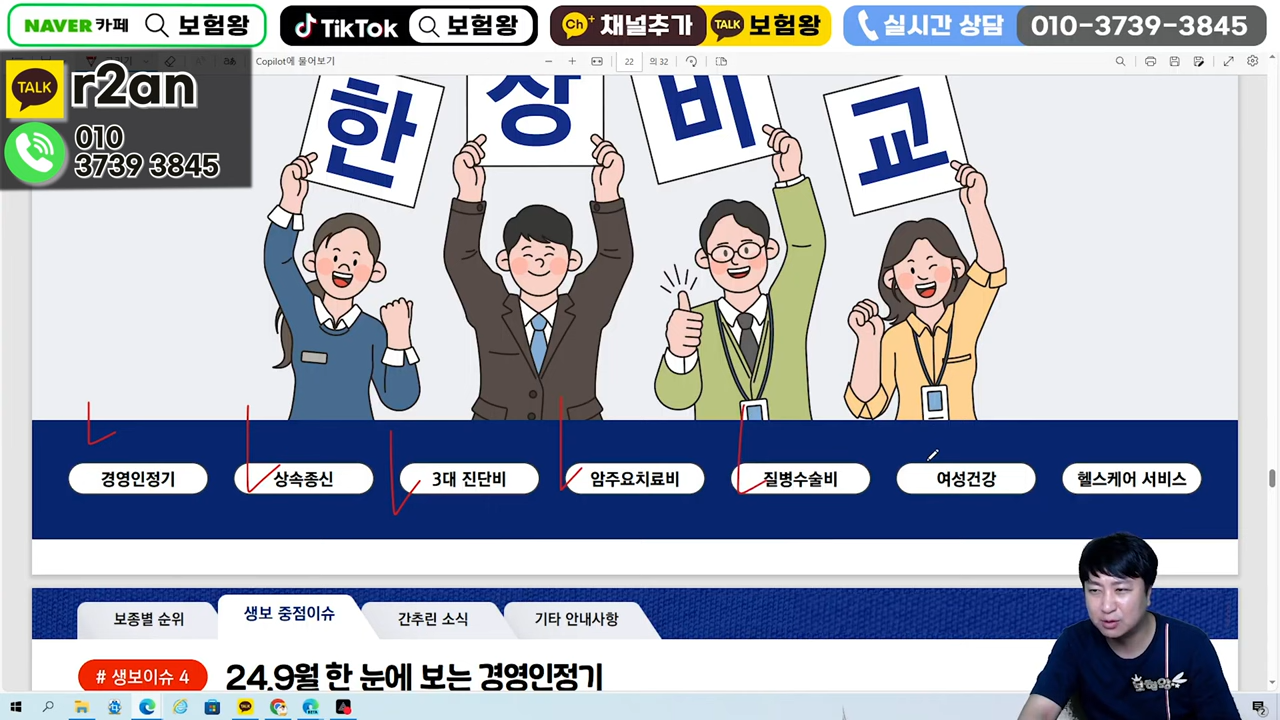 NAVER 카페 보험왕
TikTok 보험왕
Ch+ 채널추가 TALK 보험왕
실시간 상담 010-3739-3845
Copilot에 물어보기
22 의 32
TALK r2an
010
3739 3845
한 장 비 교
경영인정기
상속종신
3대 진단비
암주요치료비
질병수술비
여성건강
헬스케어 서비스
보종별 순위
생보 중점이슈
간추린 소식
기타 안내사항
# 생보이슈 4
24.9월 한 눈에 보는 경영인정기
보험왕